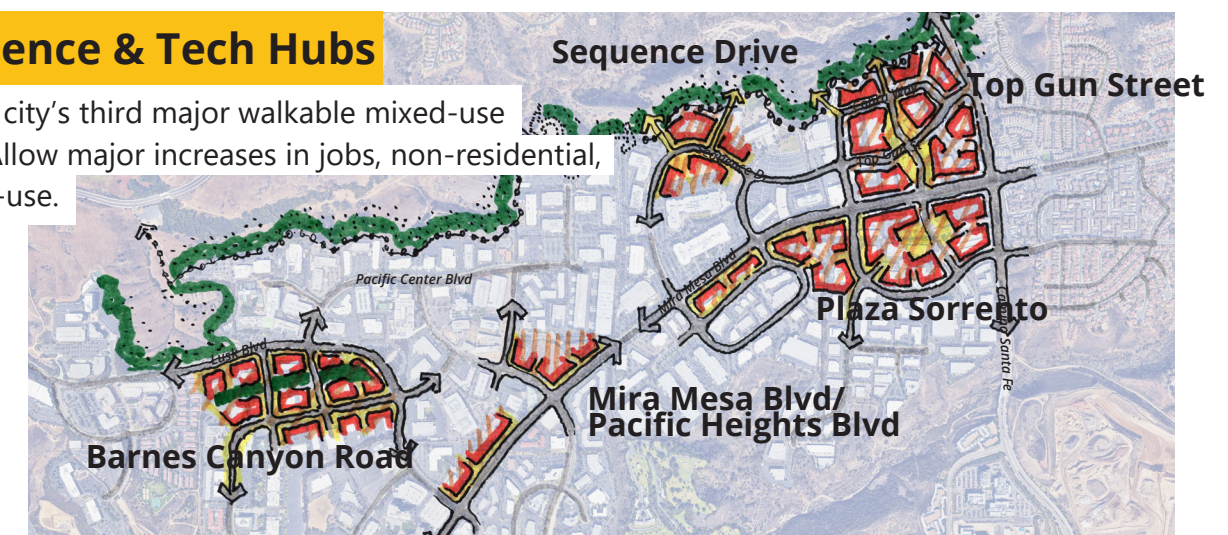 ence & Tech Hubs
city’s third major walkable mixed-use
Allow major increases in jobs, non-residential,
-use.
Sequence Drive
Top Gun Street
Pacific Center Blvd
Mira Mesa Blvd
Plaza Sorrento
Lusk Blvd
Camino Santa Fe
Mira Mesa Blvd/
Pacific Heights Blvd
Barnes Canyon Road